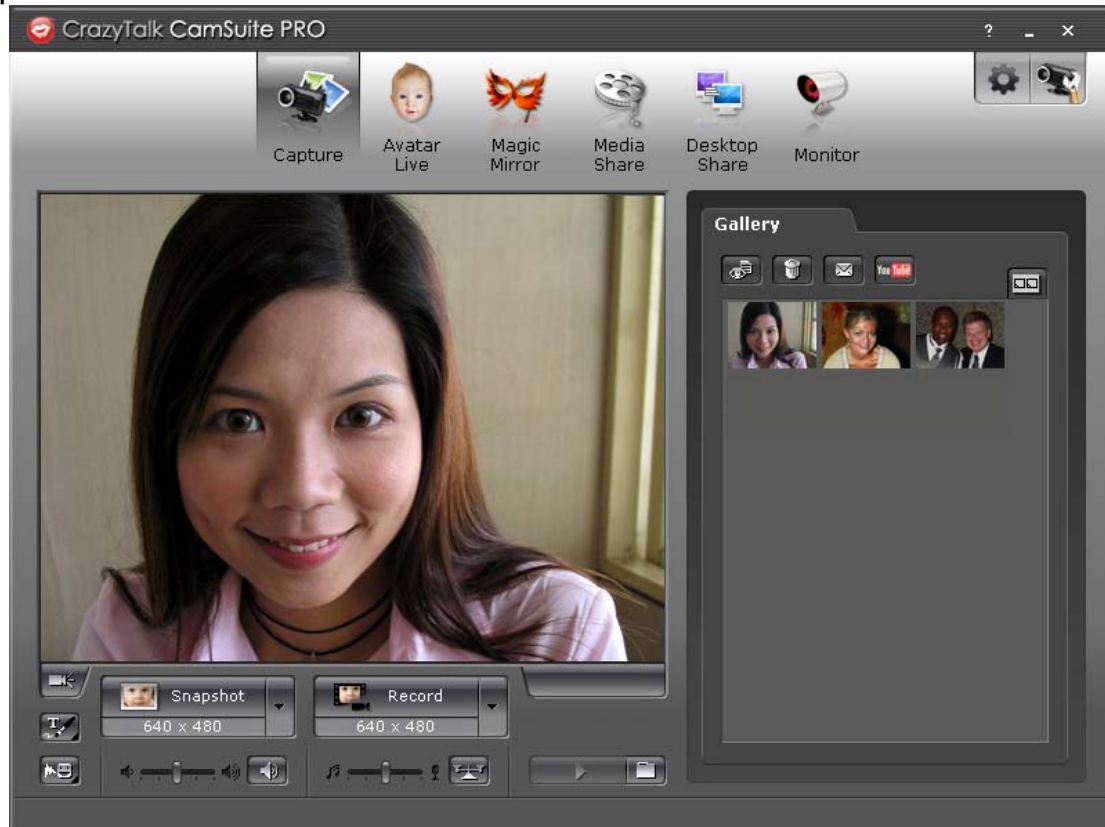 CrazyTalk CamSuite PRO
?
Capture
Avatar
Live
Magic
Mirror
Media
Share
Desktop
Share
Monitor
Gallery
You Tube
Snapshot
640 x 480
Record
640 x 480
T